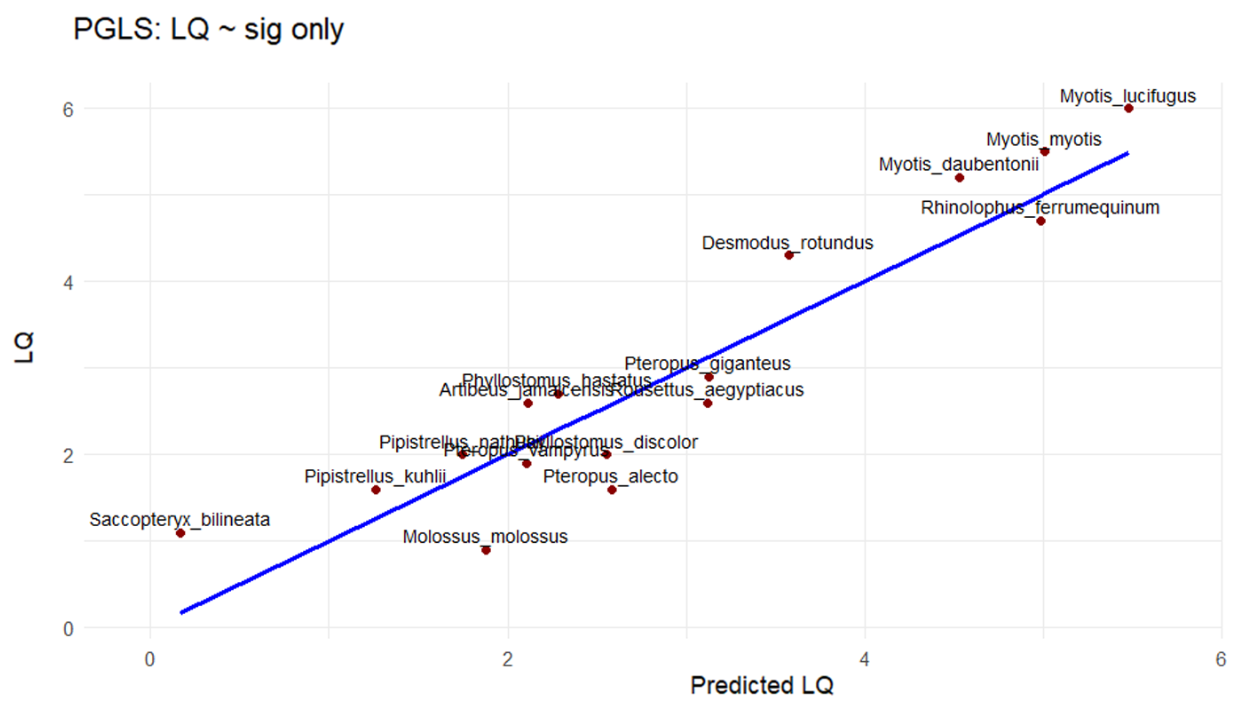 PGLS: LQ ~ sig only
6
Myotis_lucifugus
Myotis_myotis
Myotis_daubentonii
Rhinolophus_ferrumequinum
Desmodus_rotundus
4
LQ
Pteropus_giganteus
Phyllostomus_hastatus
Artibeus_jamaicensis
Rousettus_aegyptiacus
Phyllostomus_discolor
Pteropus_vampyrus
2
Pipistrellus_kuhlii
Pteropus_alecto
Saccopteryx_bilineata
Molossus_molossus
0
0 2 4 6
Predicted LQ